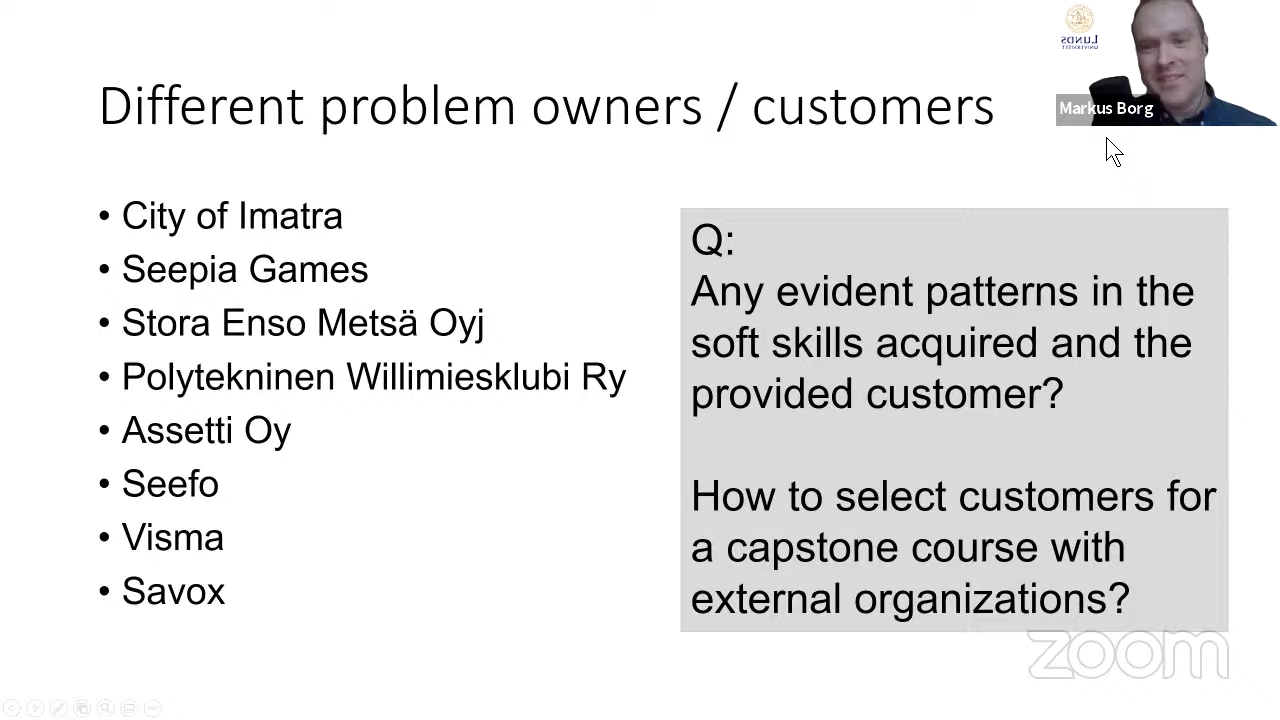 LUNDS
UNIVERSITET
Markus Borg
Different problem owners / customers
• City of Imatra
• Seepia Games
• Stora Enso Metsä Oyj
• Polytekninen Willimiesklubi Ry
• Assetti Oy
• Seefo
• Visma
• Savox
Q:
Any evident patterns in the
soft skills acquired and the
provided customer?
How to select customers for
a capstone course with
external organizations?
zoom